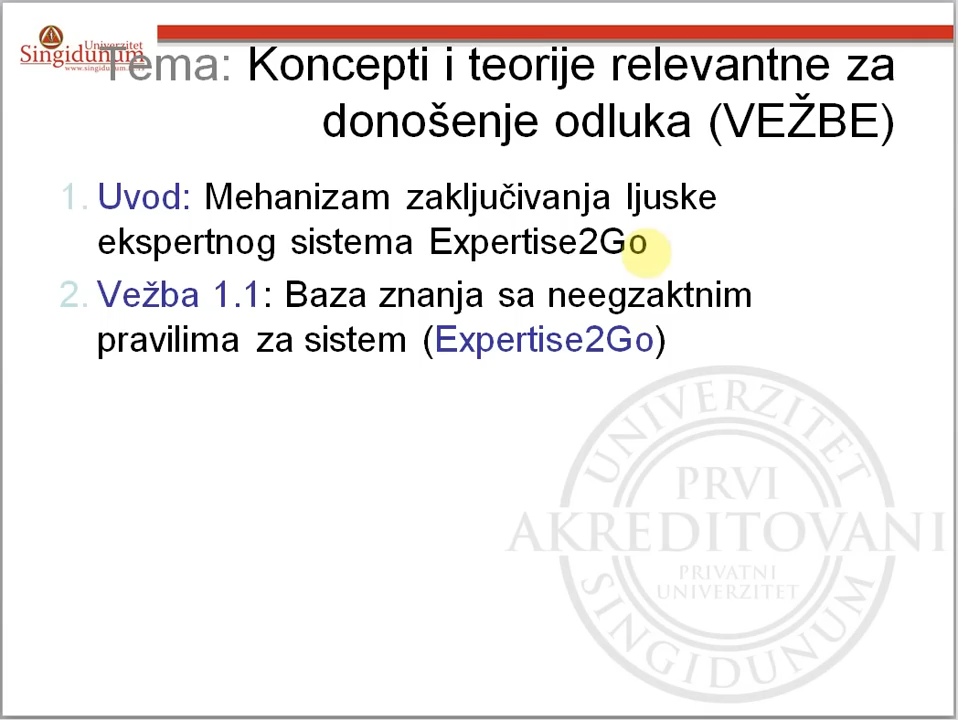 Univerzitet
Singidunum
www.singidunum.
Tema: Koncepti i teorije relevantne za
donošenje odluka (VEŽBE)
1. Uvod: Mehanizam zaključivanja ljuske
ekspertnog sistema Expertise2Go
2. Vežba 1.1: Baza znanja sa neegzaktnim
pravilima za sistem (Expertise2Go)
UNIVERZITET
PRVI
AKREDITOVANI
PRIVATNI
UNIVERZITET
SINGIDUNUM